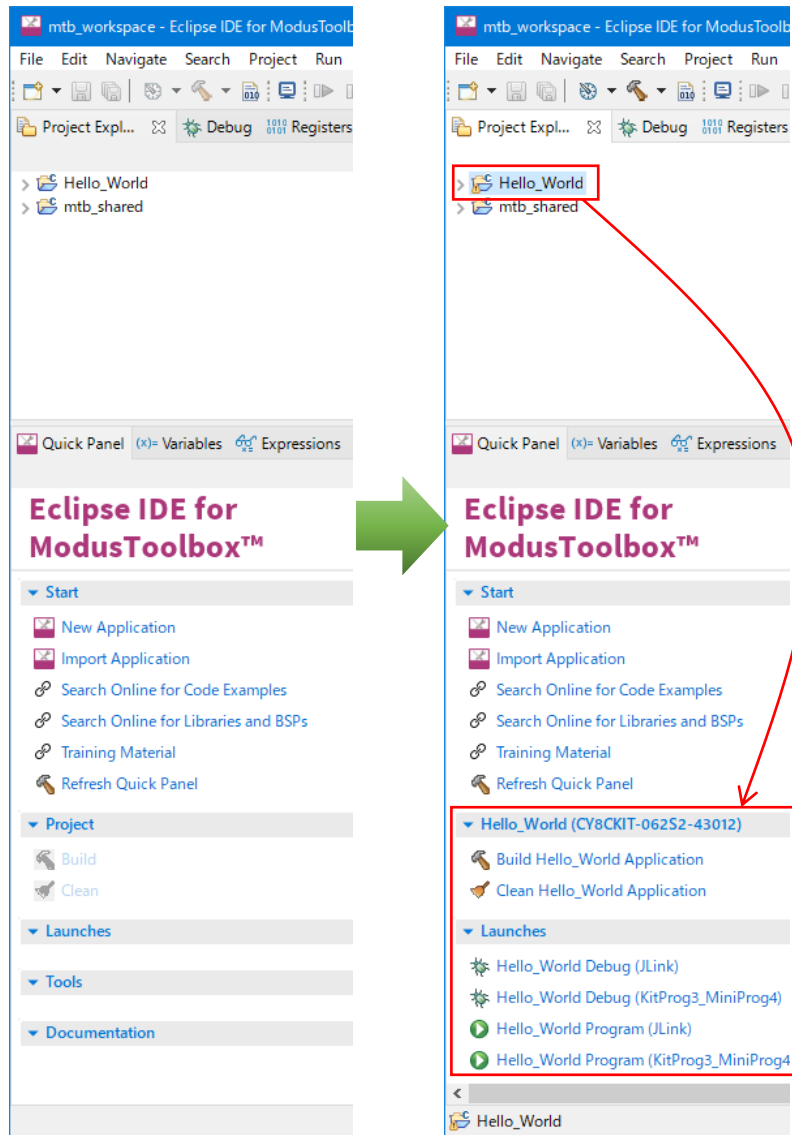 mtb_workspace - Eclipse IDE for ModusToolb
File Edit Navigate Search Project Run
Project Expl... Debug Registers
Hello_World
mtb_shared
Quick Panel (x)= Variables Expressions
Eclipse IDE for
ModusToolbox™
Start
New Application
Import Application
Search Online for Code Examples
Search Online for Libraries and BSPs
Training Material
Refresh Quick Panel
Project
Build
Clean
Launches
Tools
Documentation
mtb_workspace - Eclipse IDE for ModusToolb
File Edit Navigate Search Project Run
Project Expl... Debug Registers
Hello_World
mtb_shared
Quick Panel (x)= Variables Expressions
Eclipse IDE for
ModusToolbox™
Start
New Application
Import Application
Search Online for Code Examples
Search Online for Libraries and BSPs
Training Material
Refresh Quick Panel
Hello_World (CY8CKIT-062S2-43012)
Build Hello_World Application
Clean Hello_World Application
Launches
Hello_World Debug (JLink)
Hello_World Debug (KitProg3_MiniProg4)
Hello_World Program (JLink)
Hello_World Program (KitProg3_MiniProg4
Hello_World